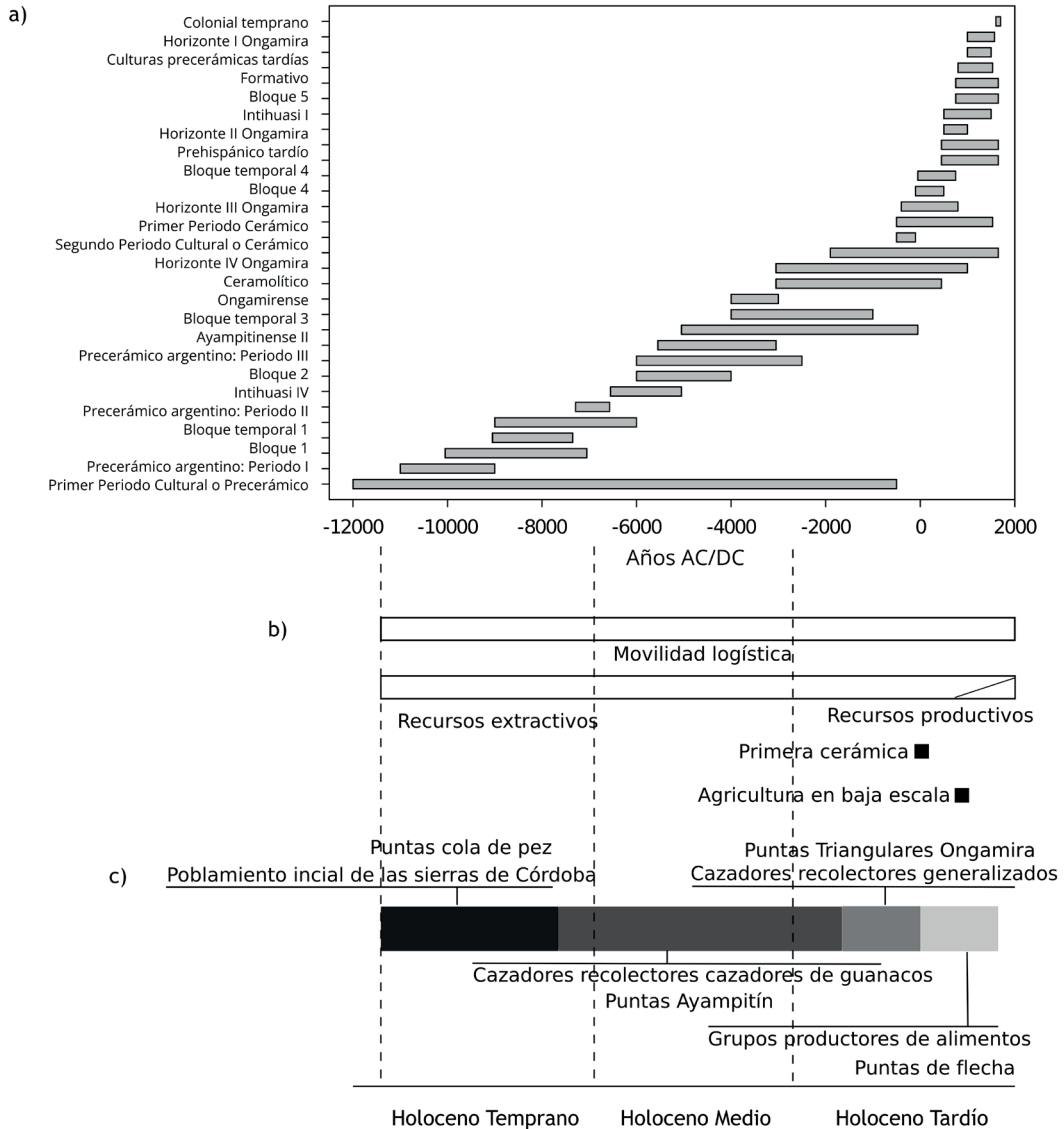 a)
Colonial temprano
Horizonte I Ongamira
Culturas precerámicas tardías
Formativo
Bloque 5
Intihuasi I
Horizonte II Ongamira
Prehispánico tardío
Bloque temporal 4
Bloque 4
Horizonte III Ongamira
Primer Periodo Cerámico
Segundo Periodo Cultural o Cerámico
Horizonte IV Ongamira
Ceramolítico
Ongamirense
Bloque temporal 3
Ayampitinense II
Precerámico argentino: Periodo III
Bloque 2
Intihuasi IV
Precerámico argentino: Periodo II
Bloque temporal 1
Bloque 1
Precerámico argentino: Periodo I
Primer Periodo Cultural o Precerámico
-12000 -10000 -8000 -6000 -4000 -2000 0 2000
Años AC/DC
b)
Movilidad logística
Recursos extractivos
Recursos productivos
Primera cerámica
Agricultura en baja escala
c)
Puntas cola de pez
Poblamiento incial de las sierras de Córdoba
Puntas Triangulares Ongamira
Cazadores recolectores generalizados
Cazadores recolectores cazadores de guanacos
Puntas Ayampitín
Grupos productores de alimentos
Puntas de flecha
Holoceno Temprano Holoceno Medio Holoceno Tardío